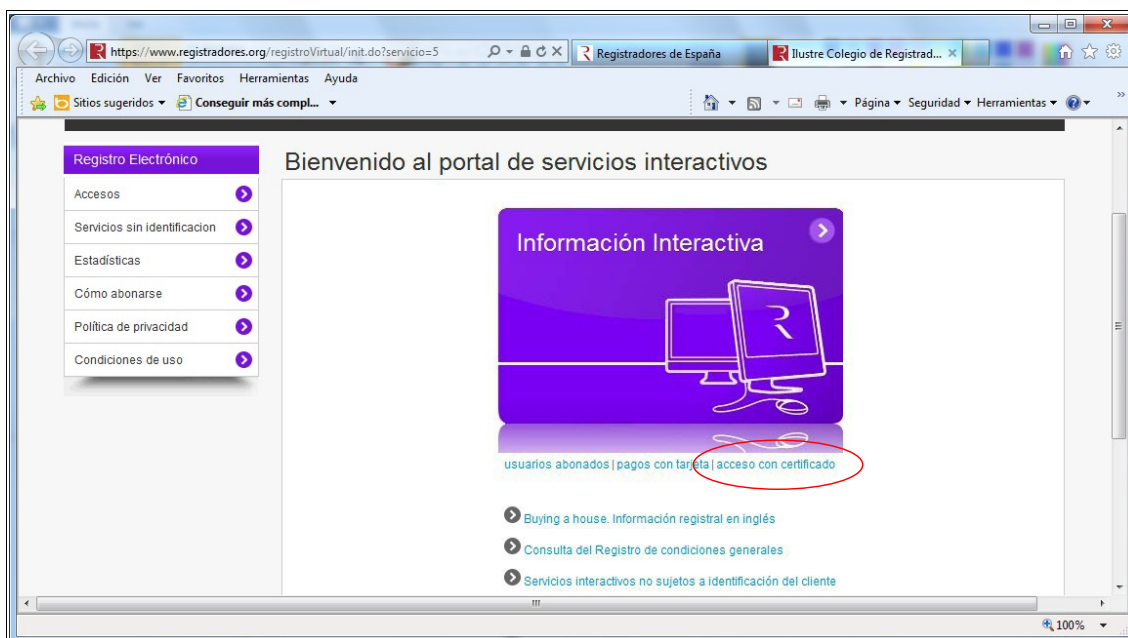 https://www.registradores.org/registroVirtual/init.do?servicio=5
Registradores de España
Ilustre Colegio de Registrad...
Archivo Edición Ver Favoritos Herramientas Ayuda
Sitios sugeridos Conseguir más compl...
Página Seguridad Herramientas
Registro Electrónico
Accesos
Servicios sin identificacion
Estadísticas
Cómo abonarse
Política de privacidad
Condiciones de uso
Bienvenido al portal de servicios interactivos
Información Interactiva
usuarios abonados | pagos con tarjeta | acceso con certificado
Buying a house. Información registral en inglés
Consulta del Registro de condiciones generales
Servicios interactivos no sujetos a identificación del cliente
100%